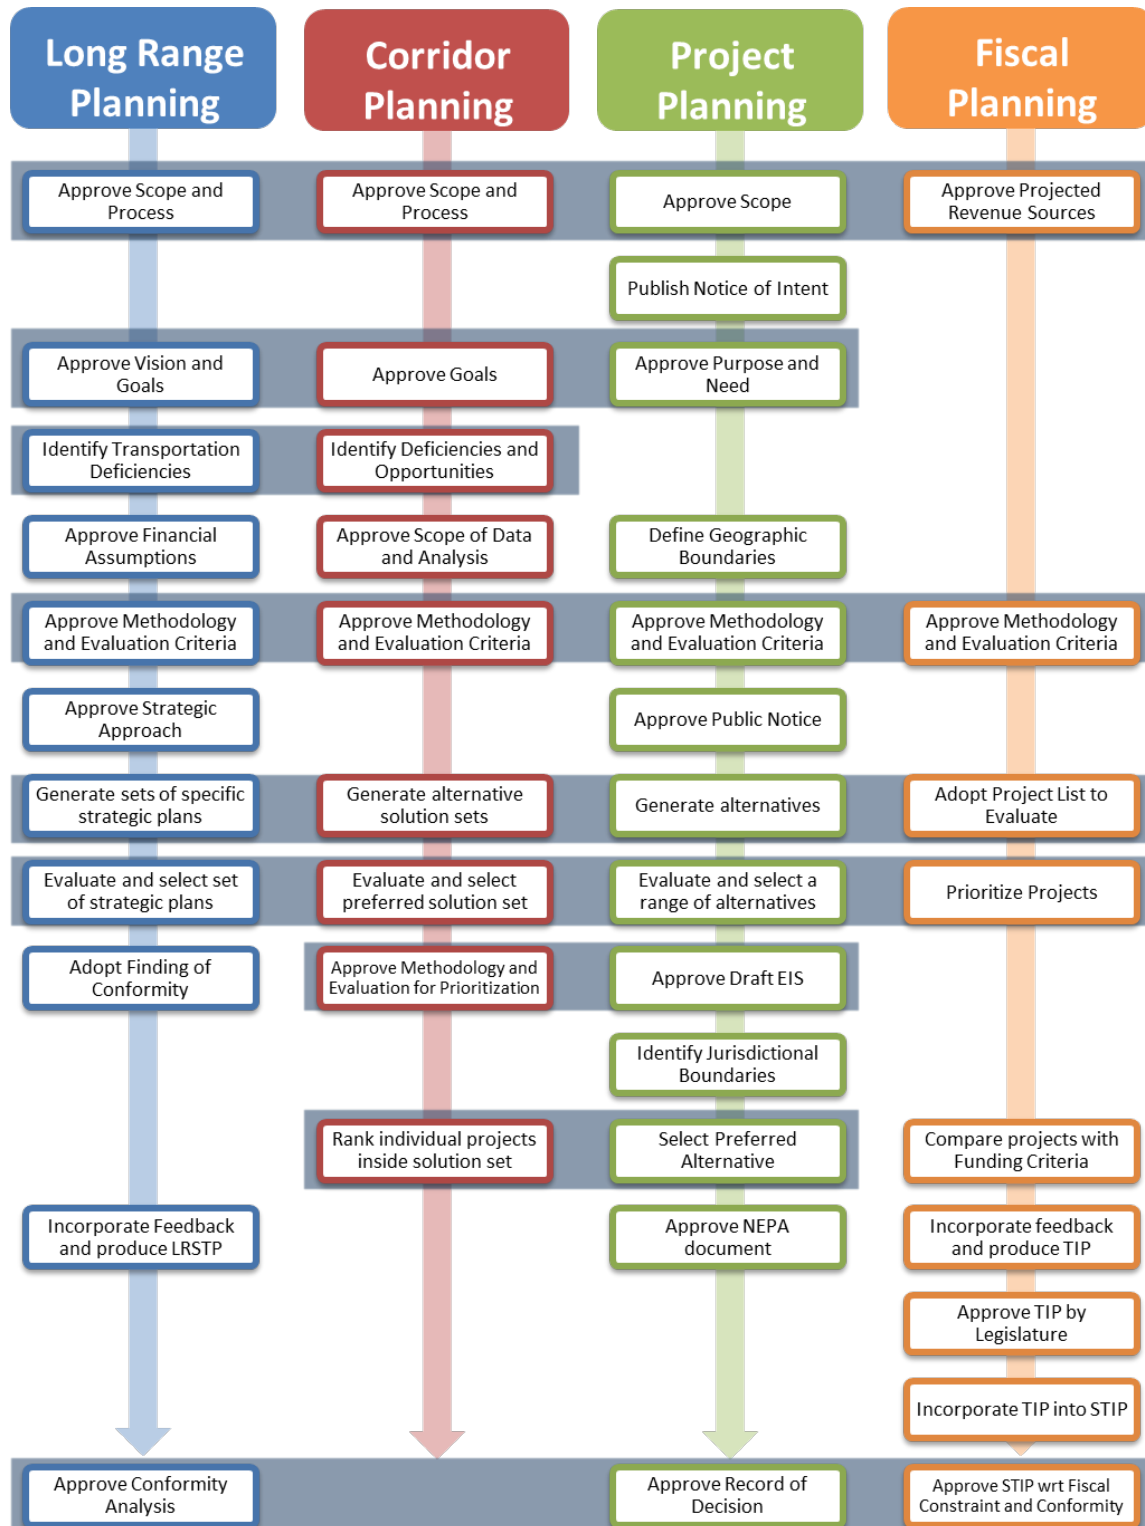 Long Range
Planning
Corridor
Planning
Project
Planning
Fiscal
Planning
Approve Scope and
Process
Approve Scope and
Process
Approve Scope
Approve Projected
Revenue Sources
Publish Notice of Intent
Approve Vision and
Goals
Approve Goals
Approve Purpose and
Need
Identify Transportation
Deficiencies
Identify Deficiencies and
Opportunities
Approve Financial
Assumptions
Approve Scope of Data
and Analysis
Define Geographic
Boundaries
Approve Methodology
and Evaluation Criteria
Approve Methodology
and Evaluation Criteria
Approve Methodology
and Evaluation Criteria
Approve Methodology
and Evaluation Criteria
Approve Strategic
Approach
Approve Public Notice
Generate sets of specific
strategic plans
Generate alternative
solution sets
Generate alternatives
Adopt Project List to
Evaluate
Evaluate and select set
of strategic plans
Evaluate and select
preferred solution set
Evaluate and select a
range of alternatives
Prioritize Projects
Adopt Finding of
Conformity
Approve Methodology and
Evaluation for Prioritization
Approve Draft EIS
Identify Jurisdictional
Boundaries
Rank individual projects
inside solution set
Select Preferred
Alternative
Compare projects with
Funding Criteria
Incorporate Feedback
and produce LRSTP
Approve NEPA
document
Incorporate feedback
and produce TIP
Approve TIP by
Legislature
Incorporate TIP into STIP
Approve Conformity
Analysis
Approve Record of
Decision
Approve STIP wrt Fiscal
Constraint and Conformity